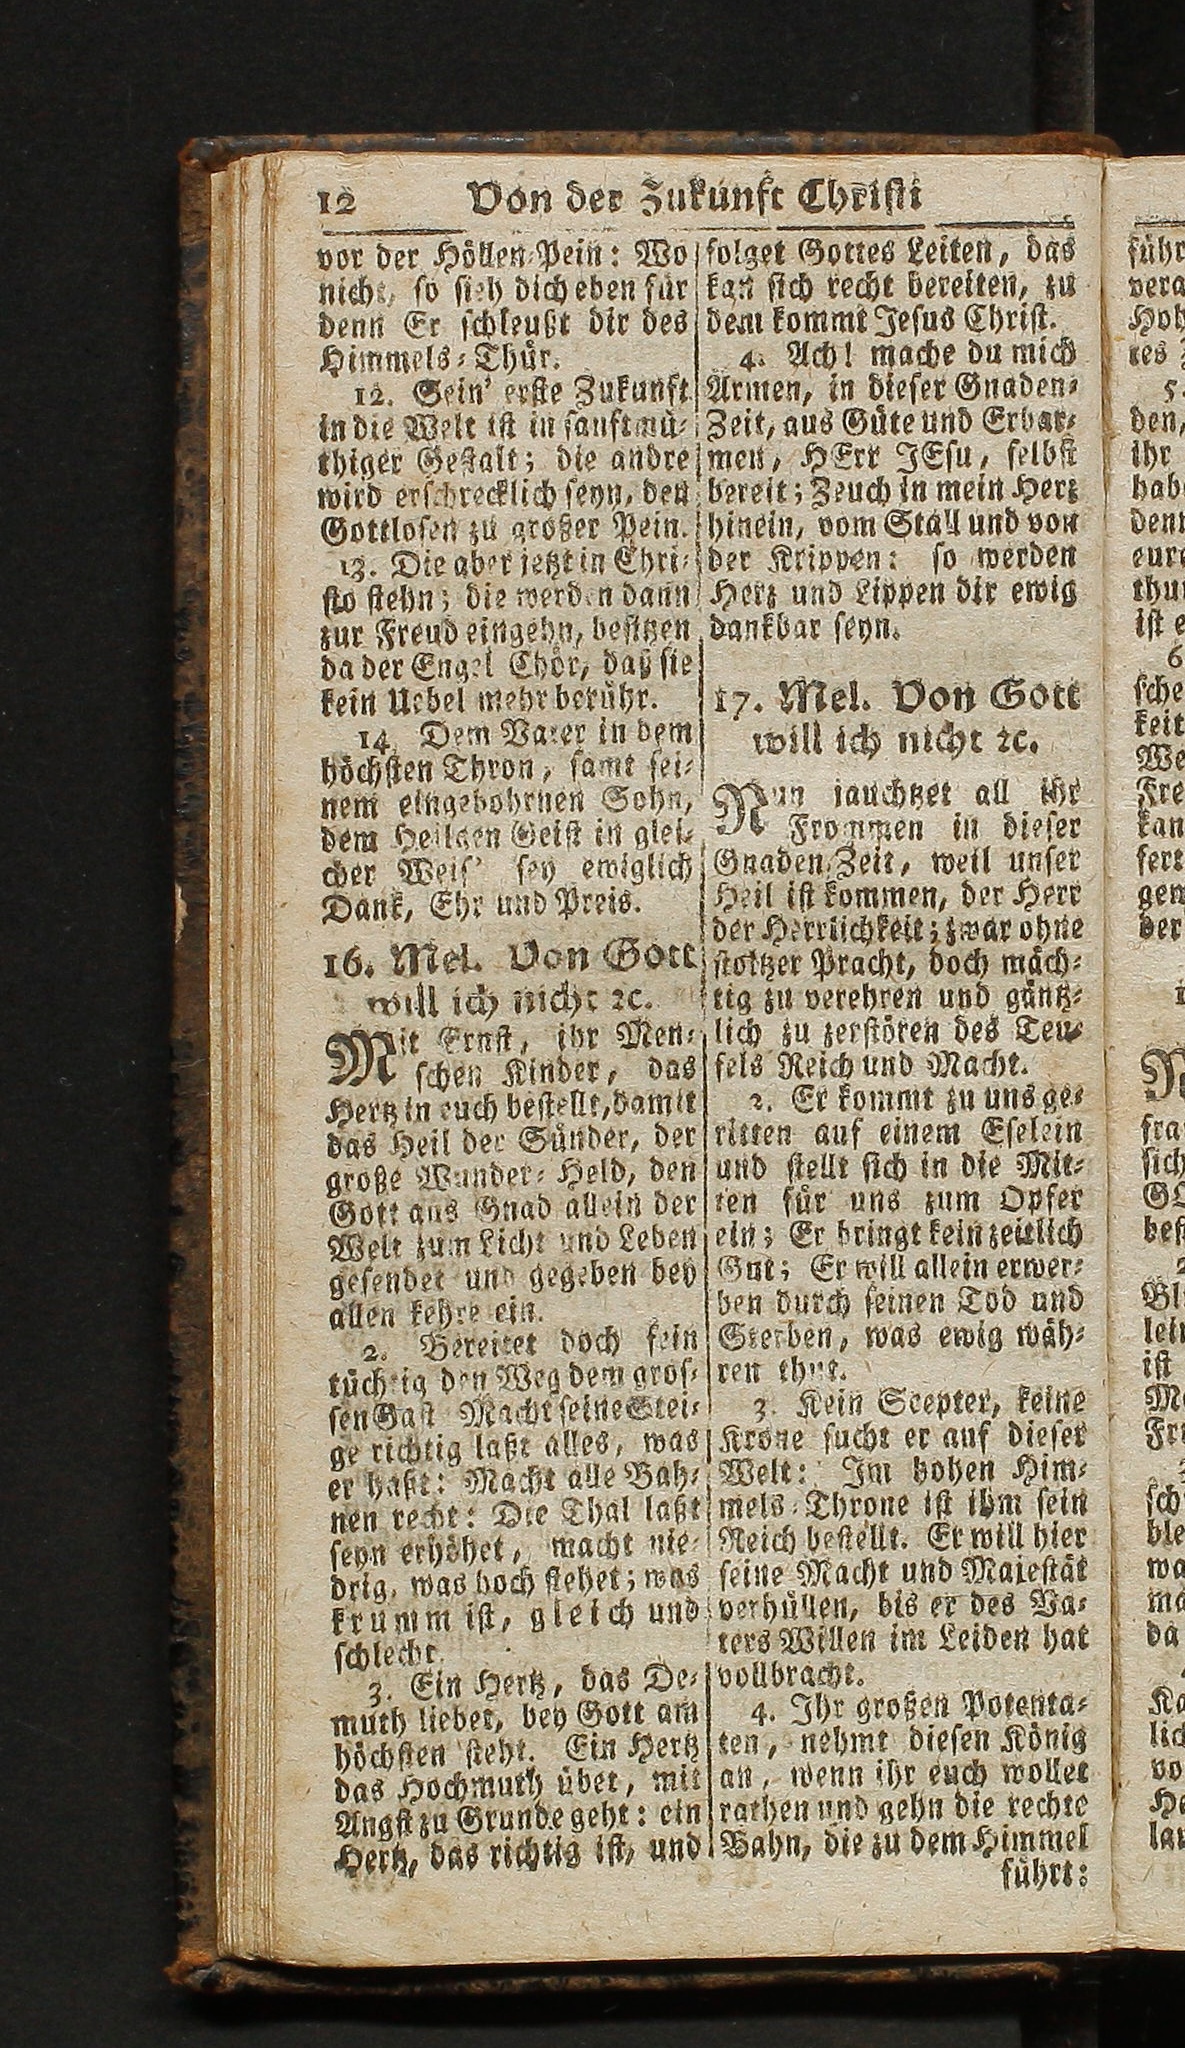 12 Von der Zukunft Christi
vor der Höllen-Pein: Wo
nicht, so sieh dich eben für
denn Er schleußt dir des
Himmels-Thür.
12. Sein' erste Zukunft
in die Welt ist in sanftmü-
thiger Gestalt; die andre
wird erschrecklich seyn, den
Gottlosen zu großer Pein.
13. Die aber jetzt in Chri-
sto stehn; die werden dann
zur Freud eingehn, besitzen
da der Engel Chör, daß sie
kein Uebel mehr berühr.
14. Dem Vater in dem
höchsten Thron, samt sei-
nem eingebohrnen Sohn,
dem Heilgen Geist in glei-
cher Weis' sey ewiglich
Dank, Ehr und Preis.
16. Mel. Von Gott
will ich nicht ꝛc.
Mit Ernst, ihr Men-
schen Kinder, das
Hertz in euch bestellt, damit
das Heil der Sünder, der
große Wunder-Held, den
Gott aus Gnad allein der
Welt zum Licht und Leben
gesendet und gegeben bey
allen kehre ein.
2. Bereitet doch fein
tüchtig den Weg dem gros-
sen Gast Macht seine Stei-
ge richtig laßt alles, was
er haßt: Macht alle Bah-
nen recht: Die Thal laßt
seyn erhöhet, macht nie-
drig, was hoch stehet; was
krumm ist, gleich und
schlecht.
3. Ein Hertz, das De-
muth liebet, bey Gott am
höchsten steht. Ein Hertz
das Hochmuth übet, mit
Angst zu Grunde geht: ein
Hertz, das richtig ist, und
folget Gottes Leiten, das
kan sich recht bereiten, zu
dem kommt Jesus Christ.
4. Ach! mache du mich
Armen, in dieser Gnaden-
Zeit, aus Güte und Erbar-
men, HErr JEsu, selbst
bereit; Zeuch in mein Hertz
hinein, vom Stall und von
der Krippen: so werden
Herz und Lippen dir ewig
dankbar seyn.
17. Mel. Von Gott
will ich nicht ꝛc.
Nun jauchtzet all ihr
Frommen in dieser
Gnaden-Zeit, weil unser
Heil ist kommen, der Herr
der Herrlichkeit; zwar ohne
stoltzer Pracht, doch mäch-
tig zu verehren und gäntz-
lich zu zerstören des Teu-
fels Reich und Macht.
2. Er kommt zu uns ge-
ritten auf einem Eselein
und stellt sich in die Mit-
ten für uns zum Opfer
ein; Er bringt kein zeitlich
Gut; Er will allein erwer-
ben durch seinen Tod und
Sterben, was ewig wäh-
ren thut.
3. Kein Scepter, keine
Krone sucht er auf dieser
Welt: Im hohen Him-
mels-Throne ist ihm sein
Reich bestellt. Er will hier
seine Macht und Majestät
verhüllen, bis er des Va-
ters Willen im Leiden hat
vollbracht.
4. Ihr großen Potenta-
ten, nehmt diesen König
an, wenn ihr euch wollet
rathen und gehn die rechte
Bahn, die zu dem Himmel
führt: